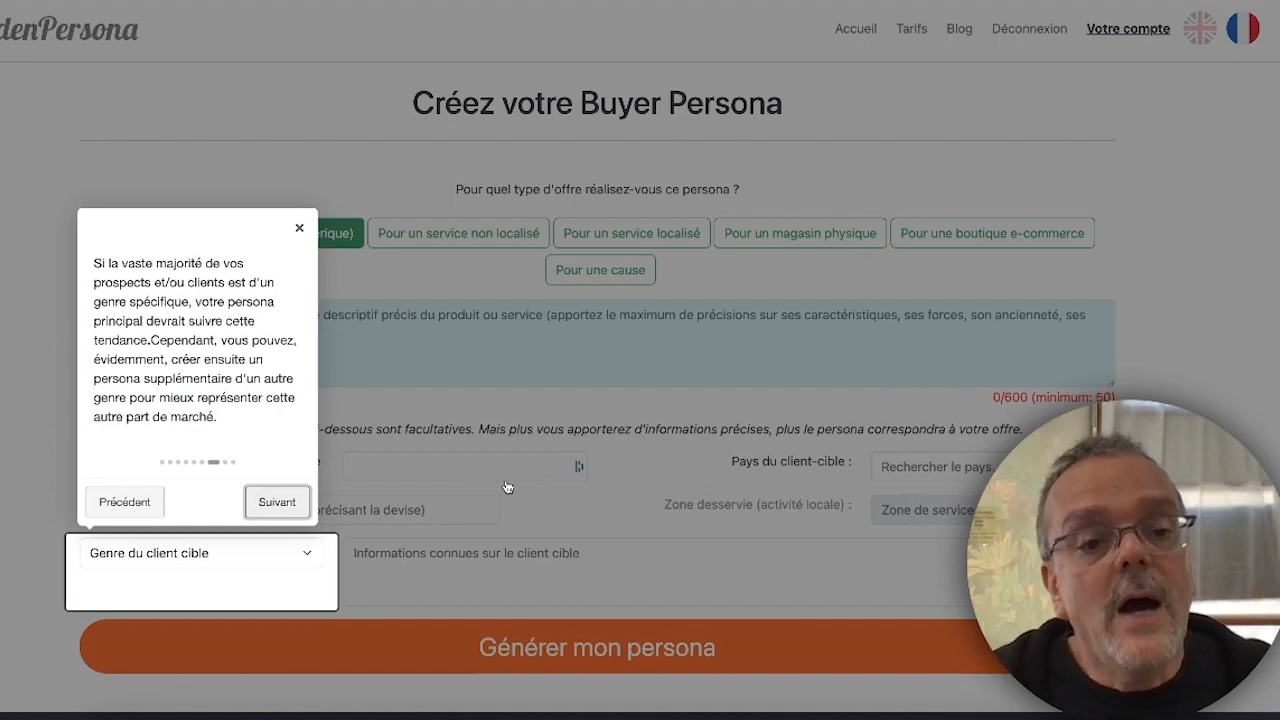 denPersona
Accueil Tarifs Blog Déconnexion Votre compte
Créez votre Buyer Persona
Pour quel type d'offre réalisez-vous ce persona ?
rique) Pour un service non localisé Pour un service localisé Pour un magasin physique Pour une boutique e-commerce
Pour une cause
×
Si la vaste majorité de vos
prospects et/ou clients est d'un
genre spécifique, votre persona
principal devrait suivre cette
tendance.Cependant, vous pouvez,
évidemment, créer ensuite un
persona supplémentaire d'un autre
genre pour mieux représenter cette
autre part de marché.
Précédent Suivant
descriptif précis du produit ou service (apportez le maximum de précisions sur ses caractéristiques, ses forces, son ancienneté, ses
0/600 (minimum: 50)
i-dessous sont facultatives. Mais plus vous apporterez d'informations précises, plus le persona correspondra à votre offre.
Pays du client-cible : Rechercher le pays.
récisant la devise) Zone desservie (activité locale) : Zone de service
Genre du client cible Informations connues sur le client cible
Générer mon persona